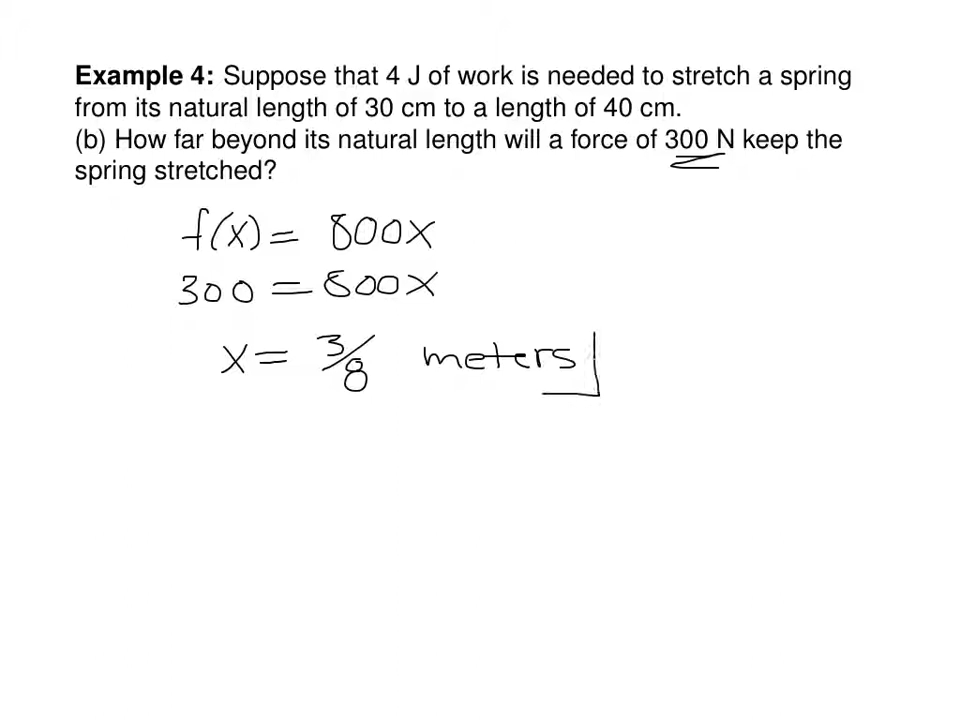 Example 4: Suppose that 4 J of work is needed to stretch a spring
from its natural length of 30 cm to a length of 40 cm.
(b) How far beyond its natural length will a force of 300 N keep the
spring stretched?
f(x) = 800x
300 = 800x
x = 3/8 meters